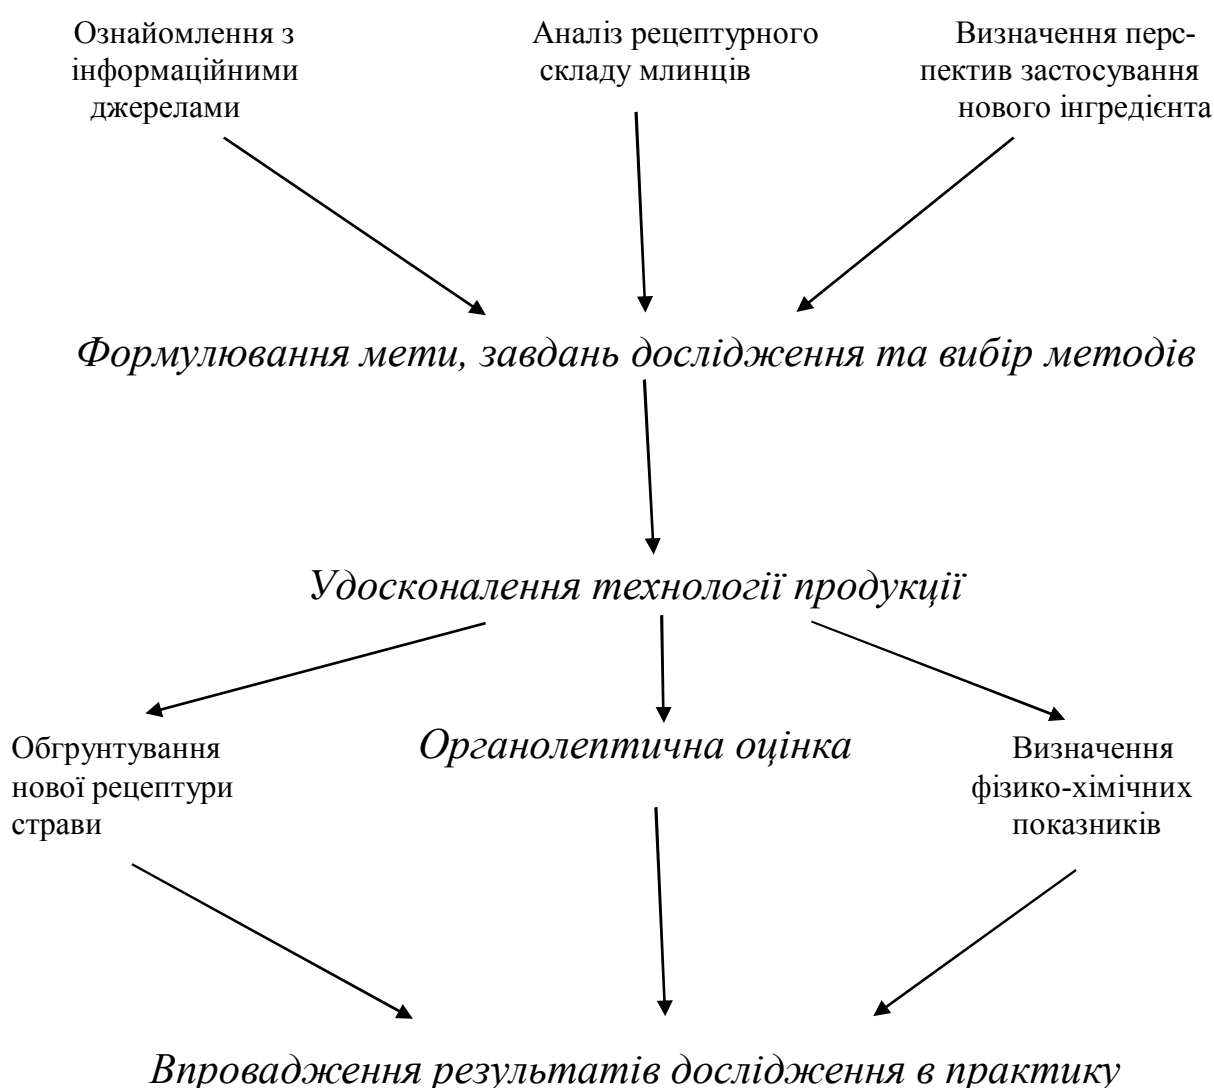 Ознайомлення з
інформаційними
джерелами
Аналіз рецептурного
складу млинців
Визначення перс-
пектив застосування
нового інгредієнта
Формулювання мети, завдань дослідження та вибір методів
Удосконалення технології продукції
Обгрунтування
нової рецептури
страви
Органолептична оцінка
Визначення
фізико-хімічних
показників
Впровадження результатів дослідження в практику